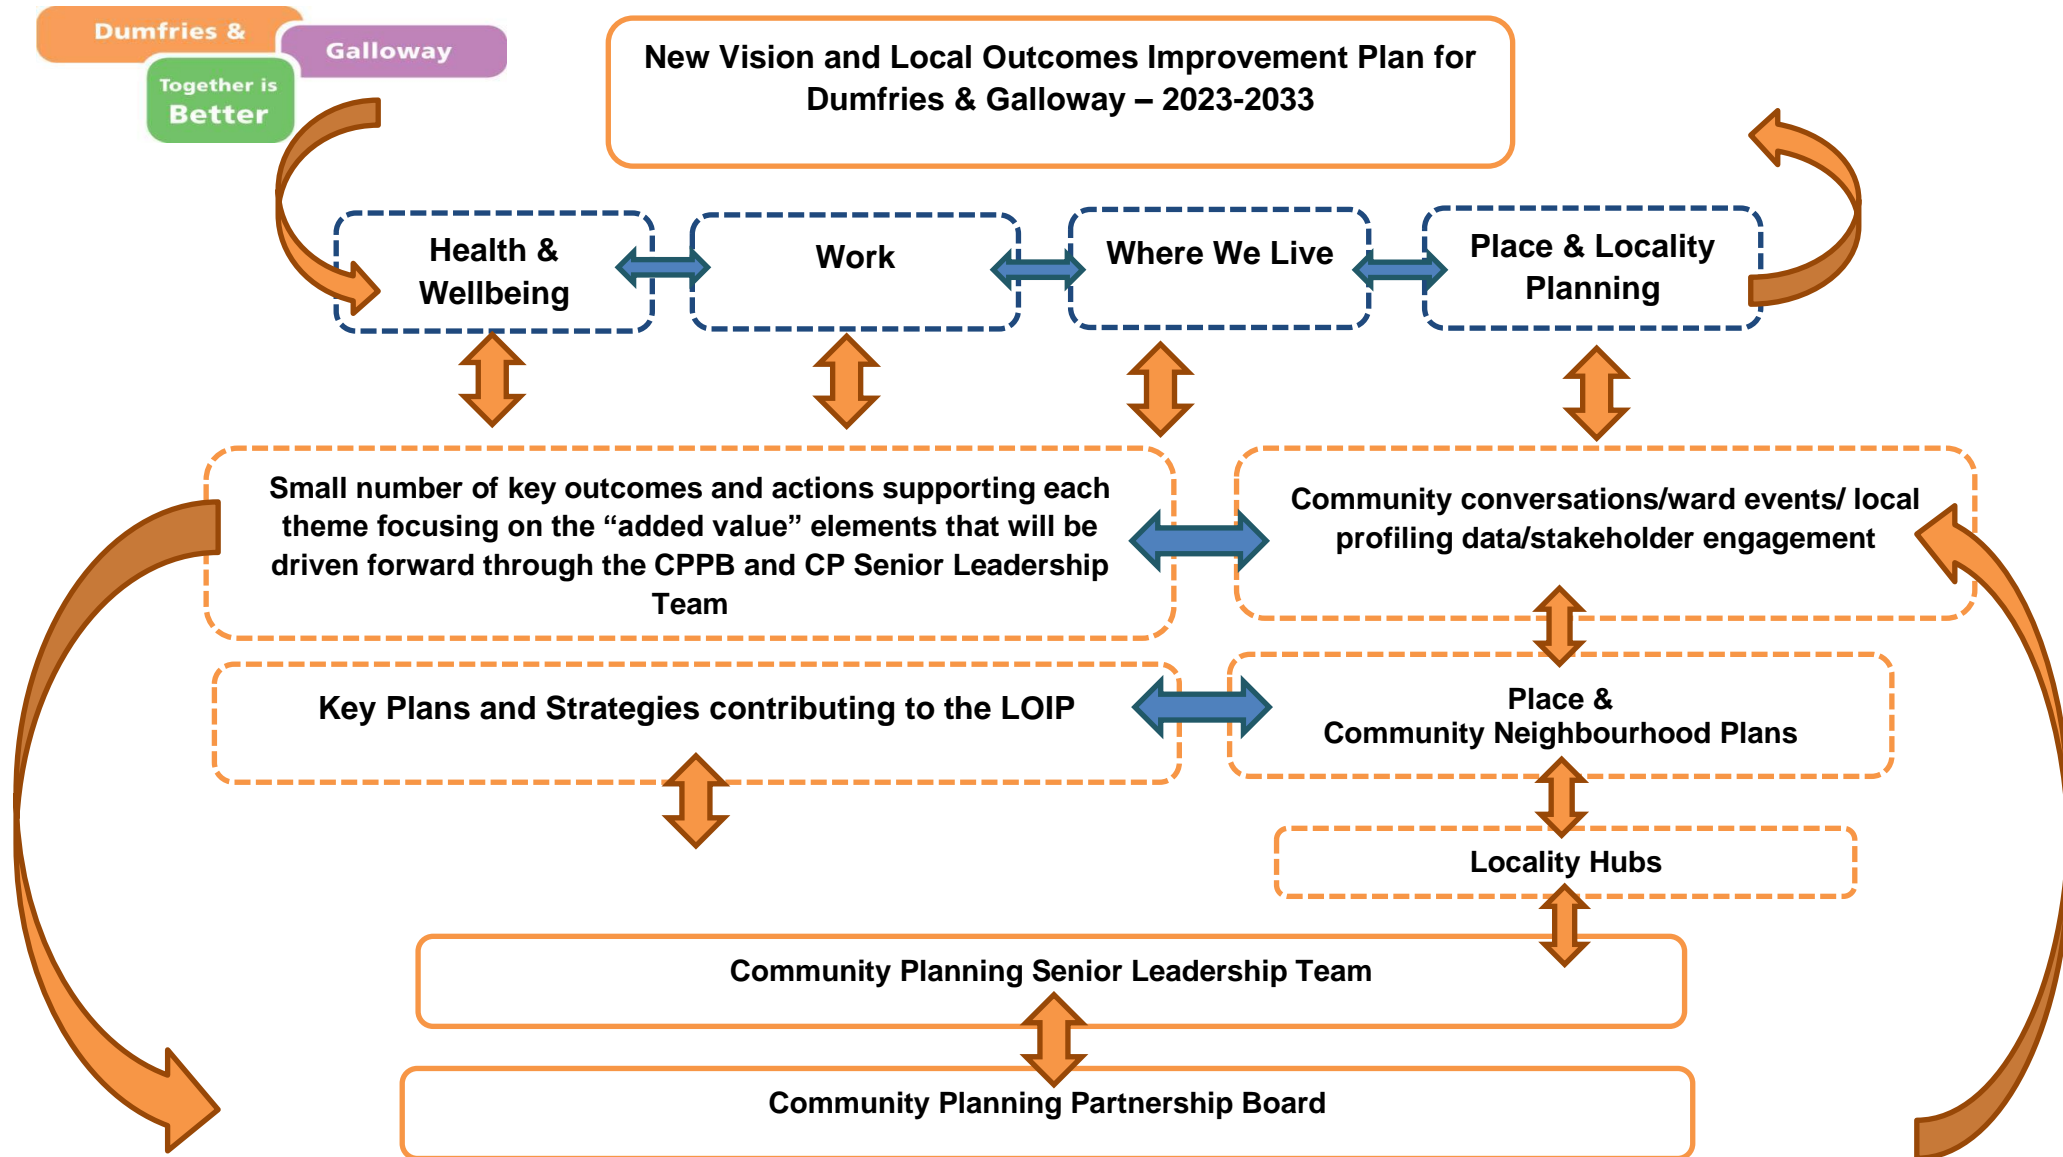 Dumfries &
Galloway
Together is
Better
New Vision and Local Outcomes Improvement Plan for
Dumfries & Galloway – 2023-2033
Health &
Wellbeing
Work
Where We Live
Place & Locality
Planning
Small number of key outcomes and actions supporting each
theme focusing on the “added value” elements that will be
driven forward through the CPPB and CP Senior Leadership
Team
Community conversations/ward events/ local
profiling data/stakeholder engagement
Key Plans and Strategies contributing to the LOIP
Place &
Community Neighbourhood Plans
Locality Hubs
Community Planning Senior Leadership Team
Community Planning Partnership Board